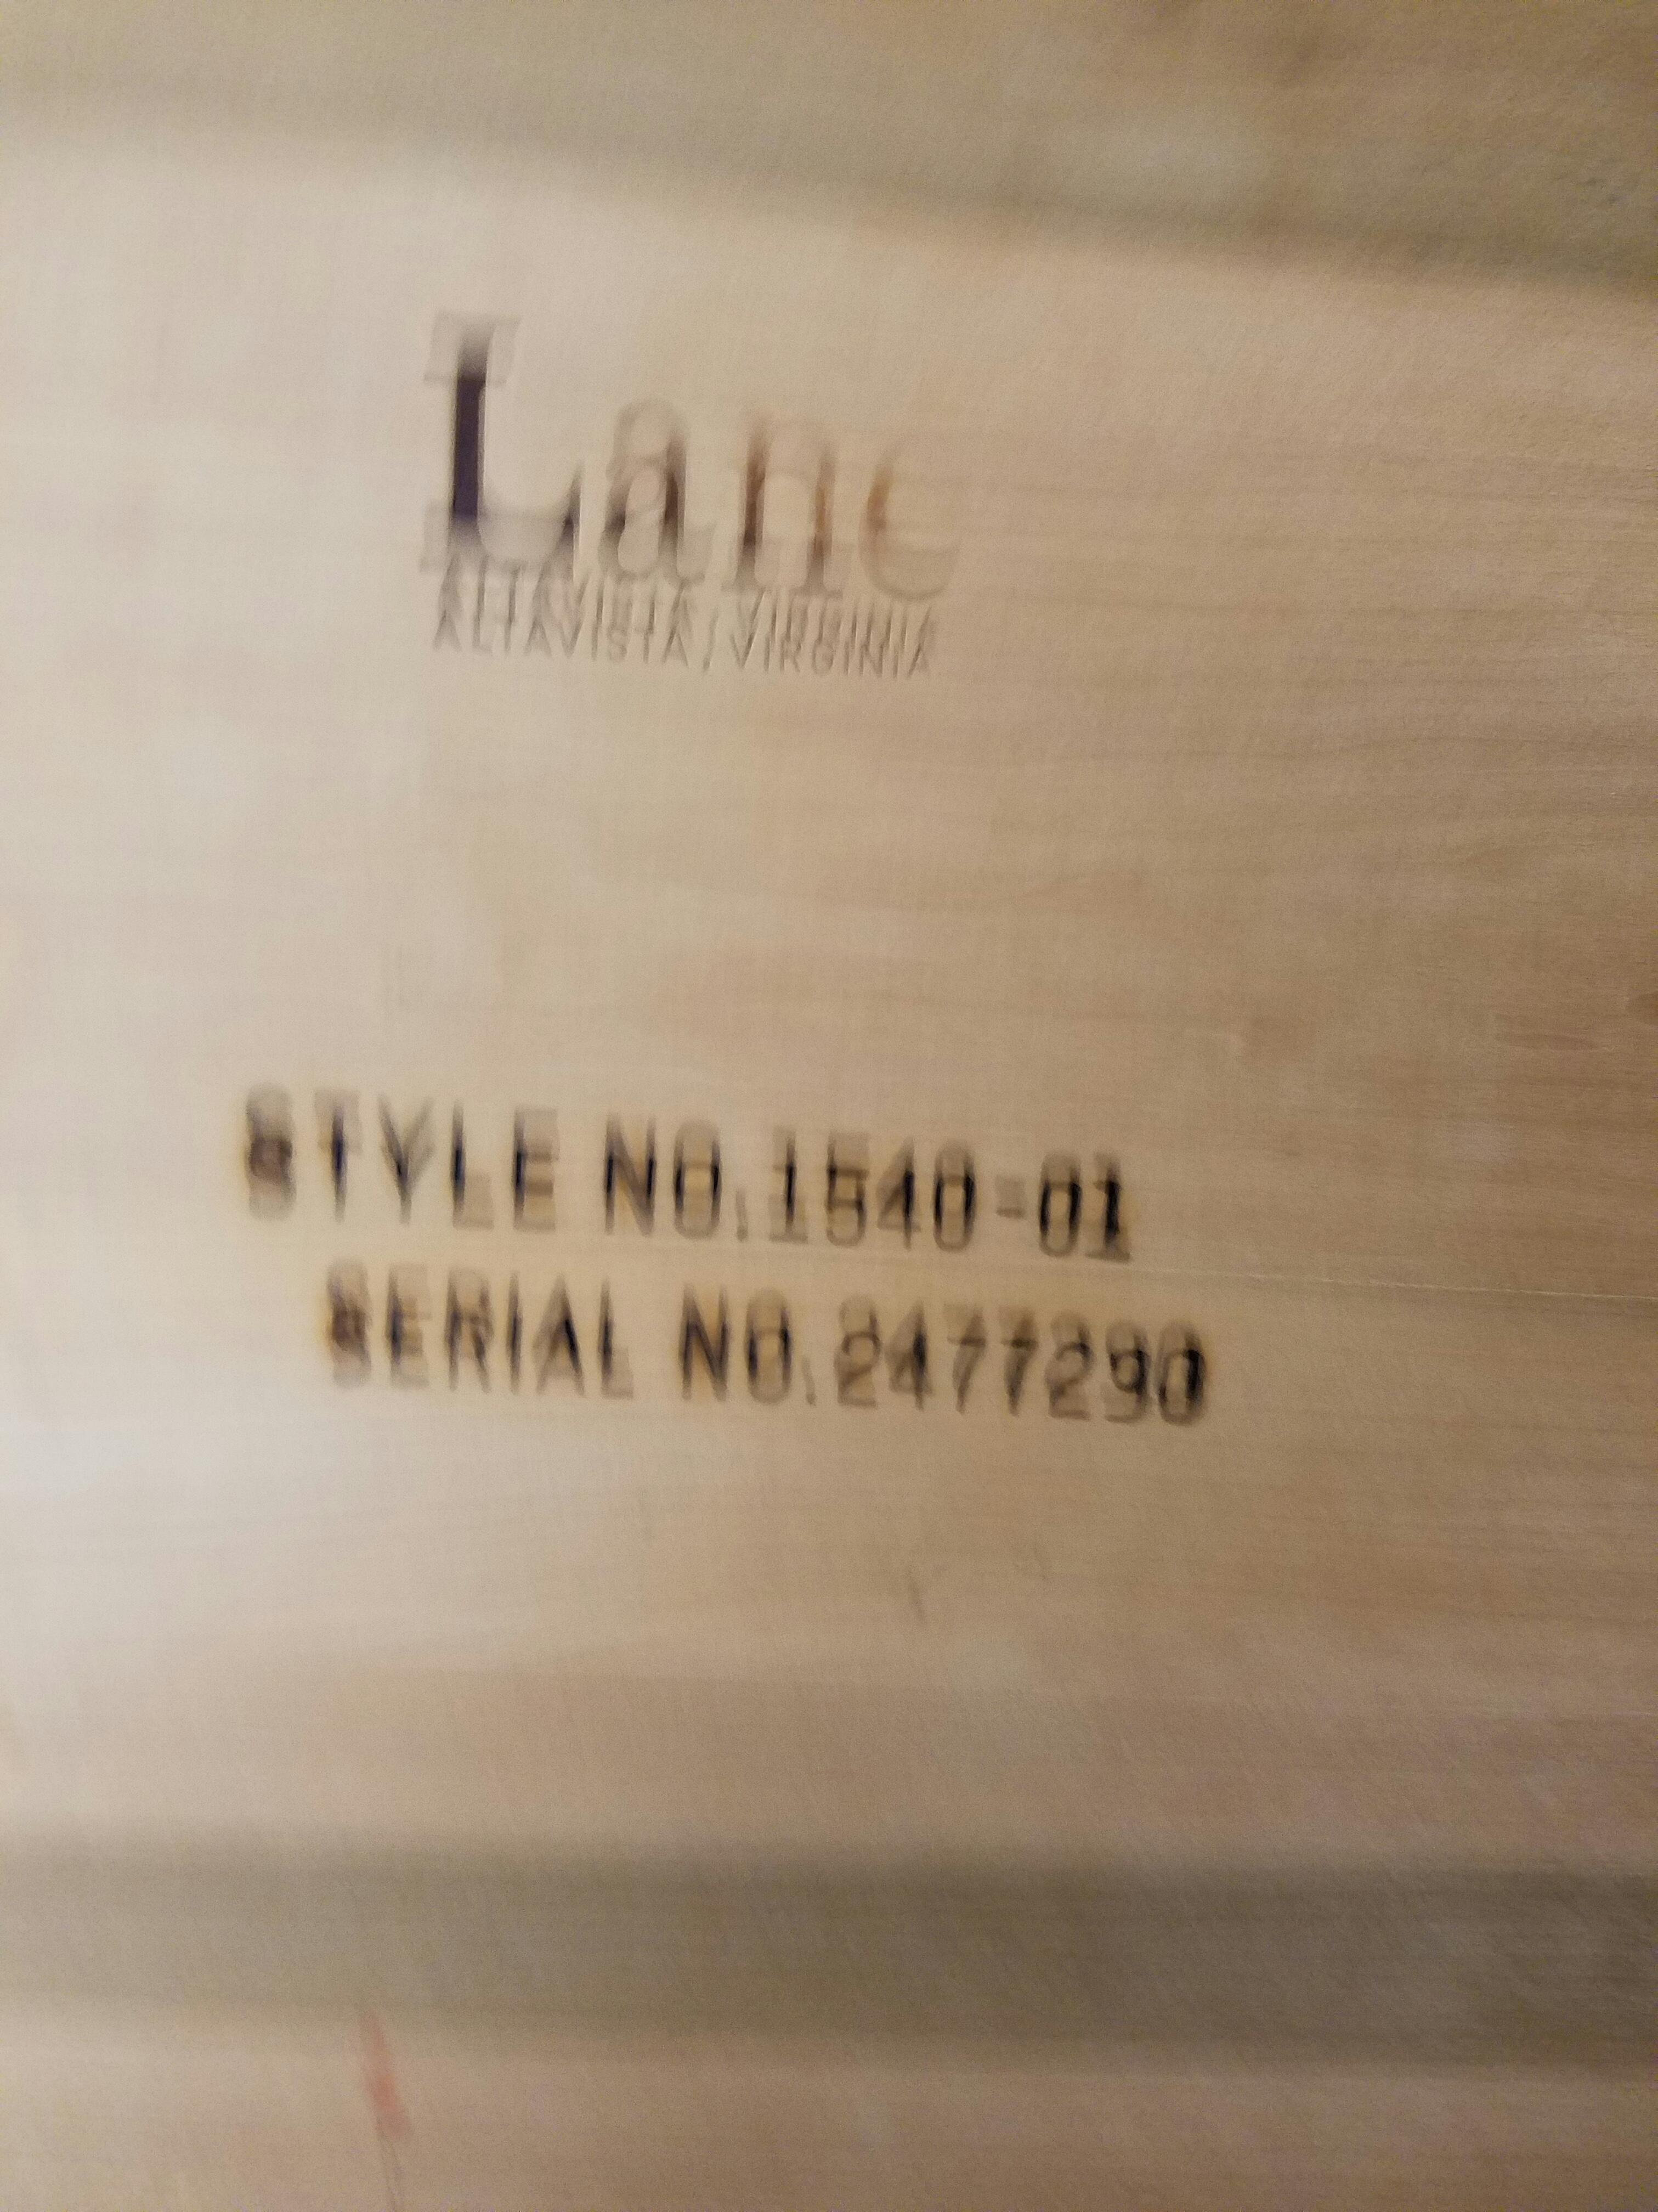 Lane
ALTAVISTA, VIRGINIA
STYLE NO. 1540-01
SERIAL NO. 2477290